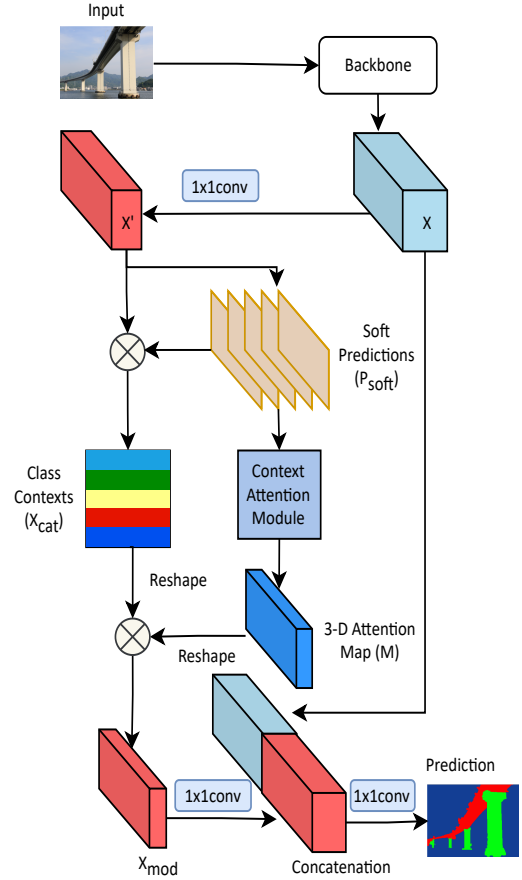 Input
Backbone
1x1conv
X'
X
Soft
Predictions
(Psoft)
Class
Contexts
(Xcat)
Context
Attention
Module
Reshape
3-D Attention
Map (M)
Reshape
Prediction
1x1conv
1x1conv
Xmod
Concatenation